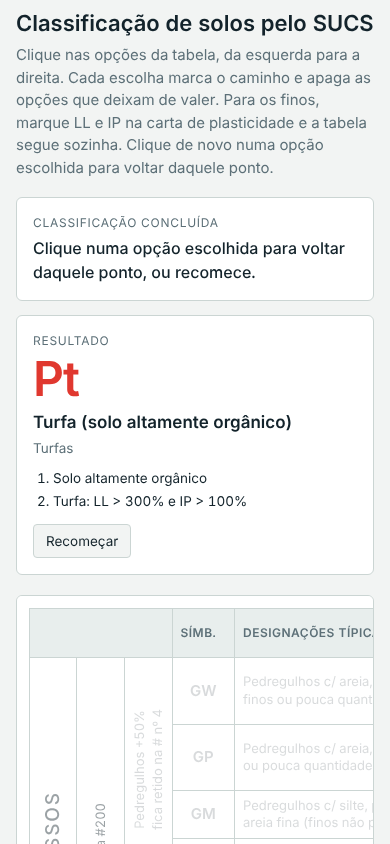 Classificação de solos pelo SUCS
Clique nas opções da tabela, da esquerda para a
direita. Cada escolha marca o caminho e apaga as
opções que deixam de valer. Para os finos,
marque LL e IP na carta de plasticidade e a tabela
segue sozinha. Clique de novo numa opção
escolhida para voltar daquele ponto.
CLASSIFICAÇÃO CONCLUÍDA
Clique numa opção escolhida para voltar
daquele ponto, ou recomece.
RESULTADO
Pt
Turfa (solo altamente orgânico)
Turfas
1. Solo altamente orgânico
2. Turfa: LL > 300% e IP > 100%
Recomeçar
SÍMB.
DESIGNAÇÕES TÍPIC
SSOS
a #200
Pedregulhos +50%
fica retido na # nº 4
GW
Pedregulhos c/ areia,
finos ou pouca quant
GP
Pedregulhos c/ areia,
ou pouca quantidade
GM
Pedregulhos c/ silte,
areia fina (finos não